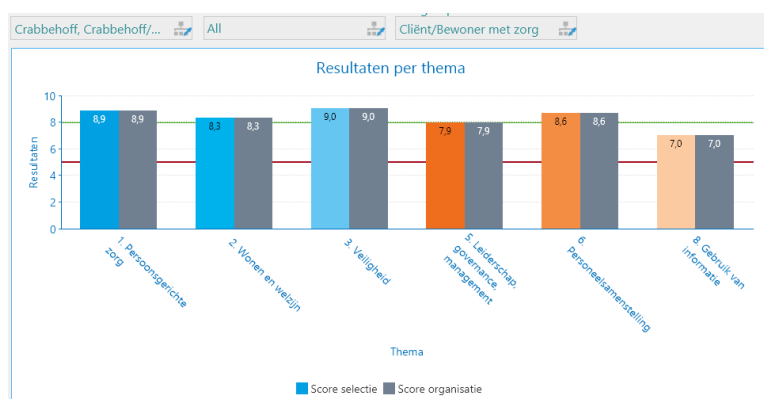 Crabbehoff, Crabbehoff/...
All
Cliënt/Bewoner met zorg
Resultaten per thema
Resultaten
10
8
6
4
2
0
8,9 8,9
8,3 8,3
9,0 9,0
7,9 7,9
8,6 8,6
7,0 7,0
1. Persoonsgerichte
zorg
2. Wonen en welzijn
3. Veiligheid
5. Leiderschap,
governance,
management
6.
Personeelsamenstelling
8. Gebruik van
informatie
Thema
Score selectie Score organisatie